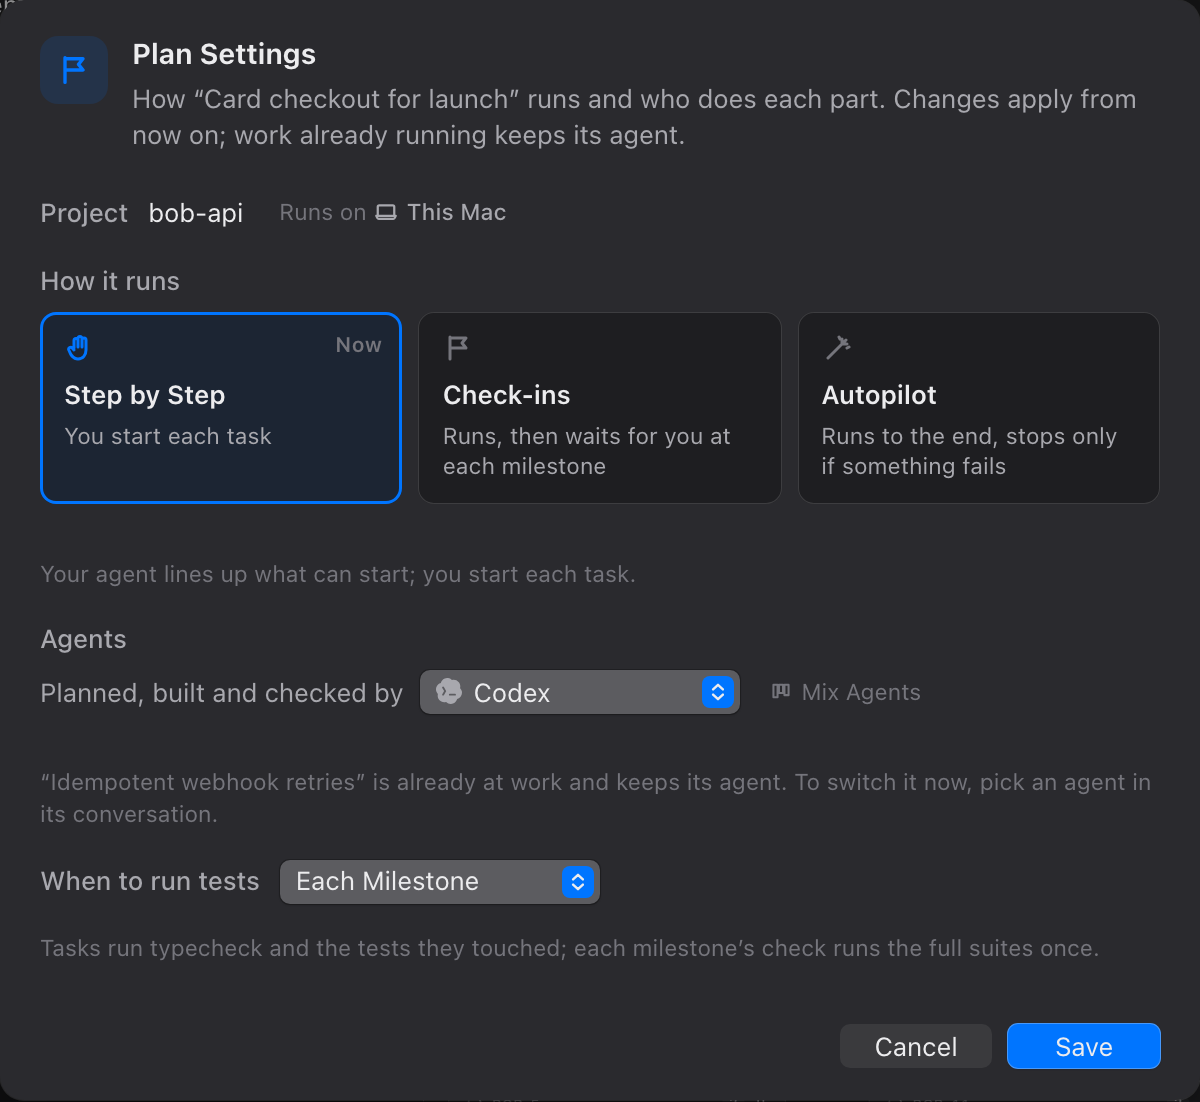 Plan Settings
How “Card checkout for launch” runs and who does each part. Changes apply from
now on; work already running keeps its agent.
Project bob-api Runs on This Mac
How it runs
Now
Step by Step
You start each task
Check-ins
Runs, then waits for you at
each milestone
Autopilot
Runs to the end, stops only
if something fails
Your agent lines up what can start; you start each task.
Agents
Planned, built and checked by Codex Mix Agents
“Idempotent webhook retries” is already at work and keeps its agent. To switch it now, pick an agent in
its conversation.
When to run tests Each Milestone
Tasks run typecheck and the tests they touched; each milestone’s check runs the full suites once.
Cancel Save